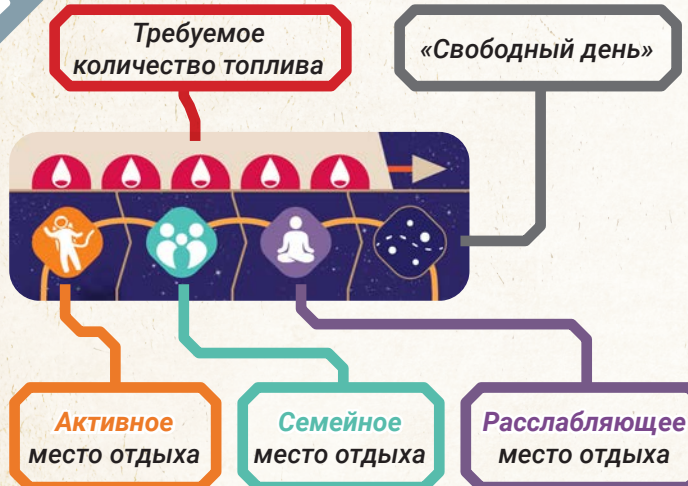 Требуемое
количество топлива
«Свободный день»
Активное
место отдыха
Семейное
место отдыха
Расслабляющее
место отдыха